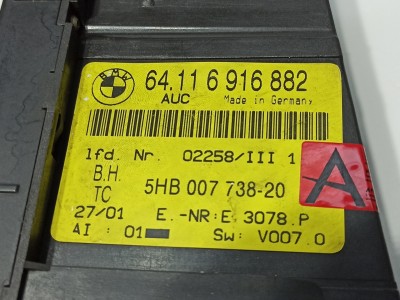 BMW
64.11 6 916 882
AUC Made in Germany
lfd. Nr. 02258/III 1
B.H.
TC 5HB 007 738-20
A
27/01 E.-NR:E 3078.P
AI : 01 SW: V007.0